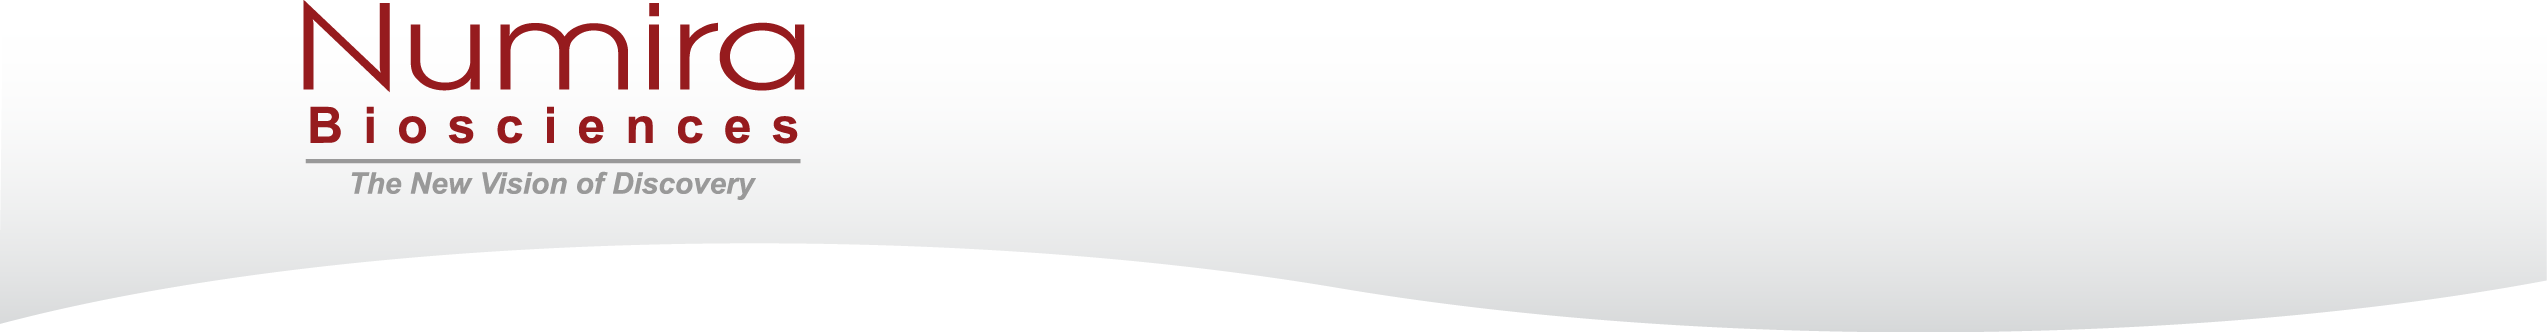 Numira
Biosciences
The New Vision of Discovery